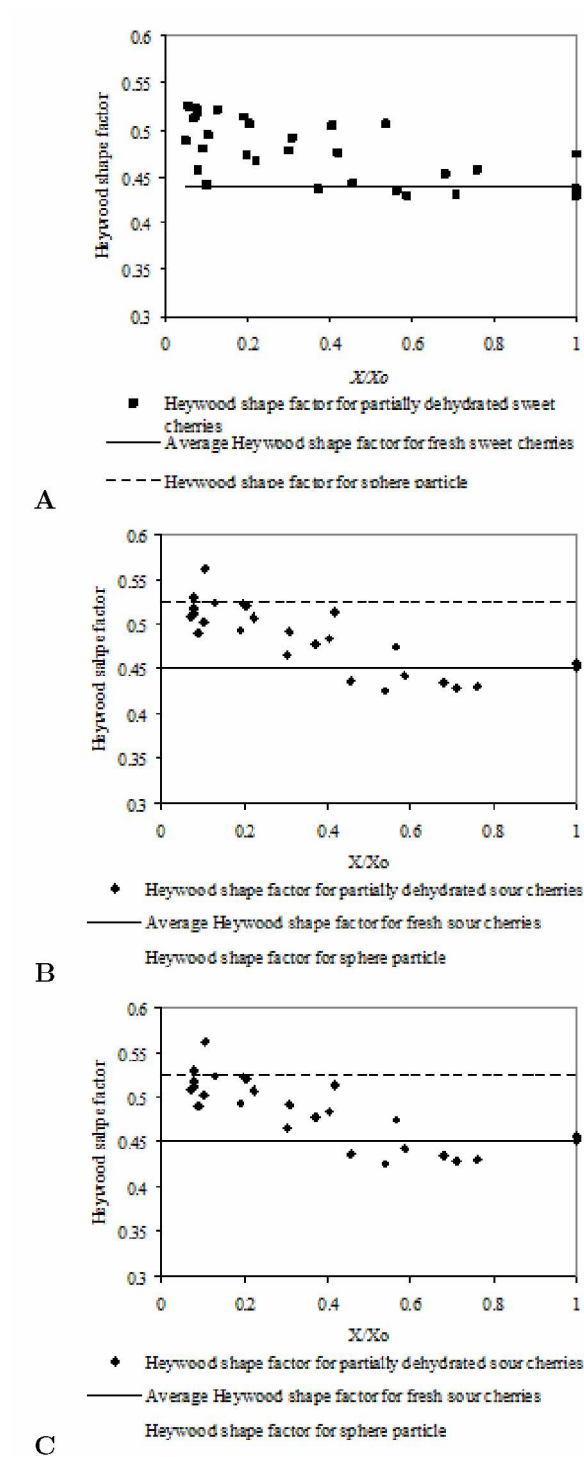 0.6
0.55
0.5
0.45
0.4
0.35
0.3
Heywood shape factor
0 0.2 0.4 0.6 0.8 1
X/Xo
Heywood shape factor for partially dehydrated sweet
cherries
Average Heywood shape factor for fresh sweet cherries
Heywood shape factor for sphere particle
A
0.6
0.55
0.5
0.45
0.4
0.35
0.3
Heywood sahpe factor
0 0.2 0.4 0.6 0.8 1
X/Xo
Heywood shape factor for partially dehydrated sour cherries
Average Heywood shape factor for fresh sour cherries
Heywood shape factor for sphere particle
B
0.6
0.55
0.5
0.45
0.4
0.35
0.3
Heywood sahpe factor
0 0.2 0.4 0.6 0.8 1
X/Xo
Heywood shape factor for partially dehydrated sour cherries
Average Heywood shape factor for fresh sour cherries
Heywood shape factor for sphere particle
C